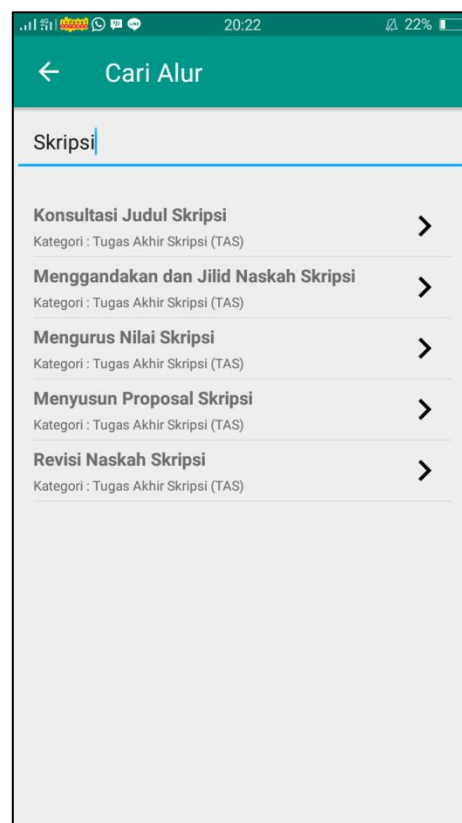 20:22 22%
Cari Alur
Skripsi
Konsultasi Judul Skripsi
Kategori : Tugas Akhir Skripsi (TAS)
Menggandakan dan Jilid Naskah Skripsi
Kategori : Tugas Akhir Skripsi (TAS)
Mengurus Nilai Skripsi
Kategori : Tugas Akhir Skripsi (TAS)
Menyusun Proposal Skripsi
Kategori : Tugas Akhir Skripsi (TAS)
Revisi Naskah Skripsi
Kategori : Tugas Akhir Skripsi (TAS)